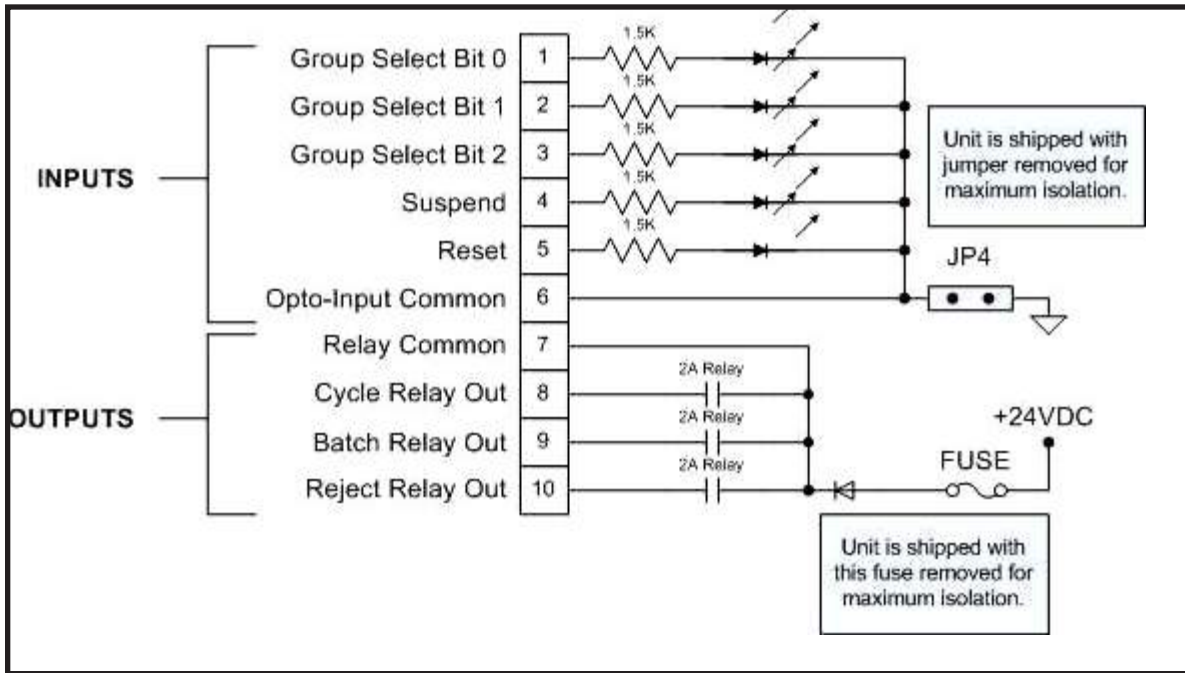 1.5K
Group Select Bit 0 1
1.5K
Group Select Bit 1 2
1.5K
Group Select Bit 2 3
1.5K
Suspend 4
1.5K
Reset 5
Opto-Input Common 6
INPUTS
Unit is shipped with
jumper removed for
maximum isolation.
JP4
Relay Common 7
2A Relay
Cycle Relay Out 8
2A Relay
Batch Relay Out 9
2A Relay
Reject Relay Out 10
OUTPUTS
+24VDC
FUSE
Unit is shipped with
this fuse removed for
maximum isolation.